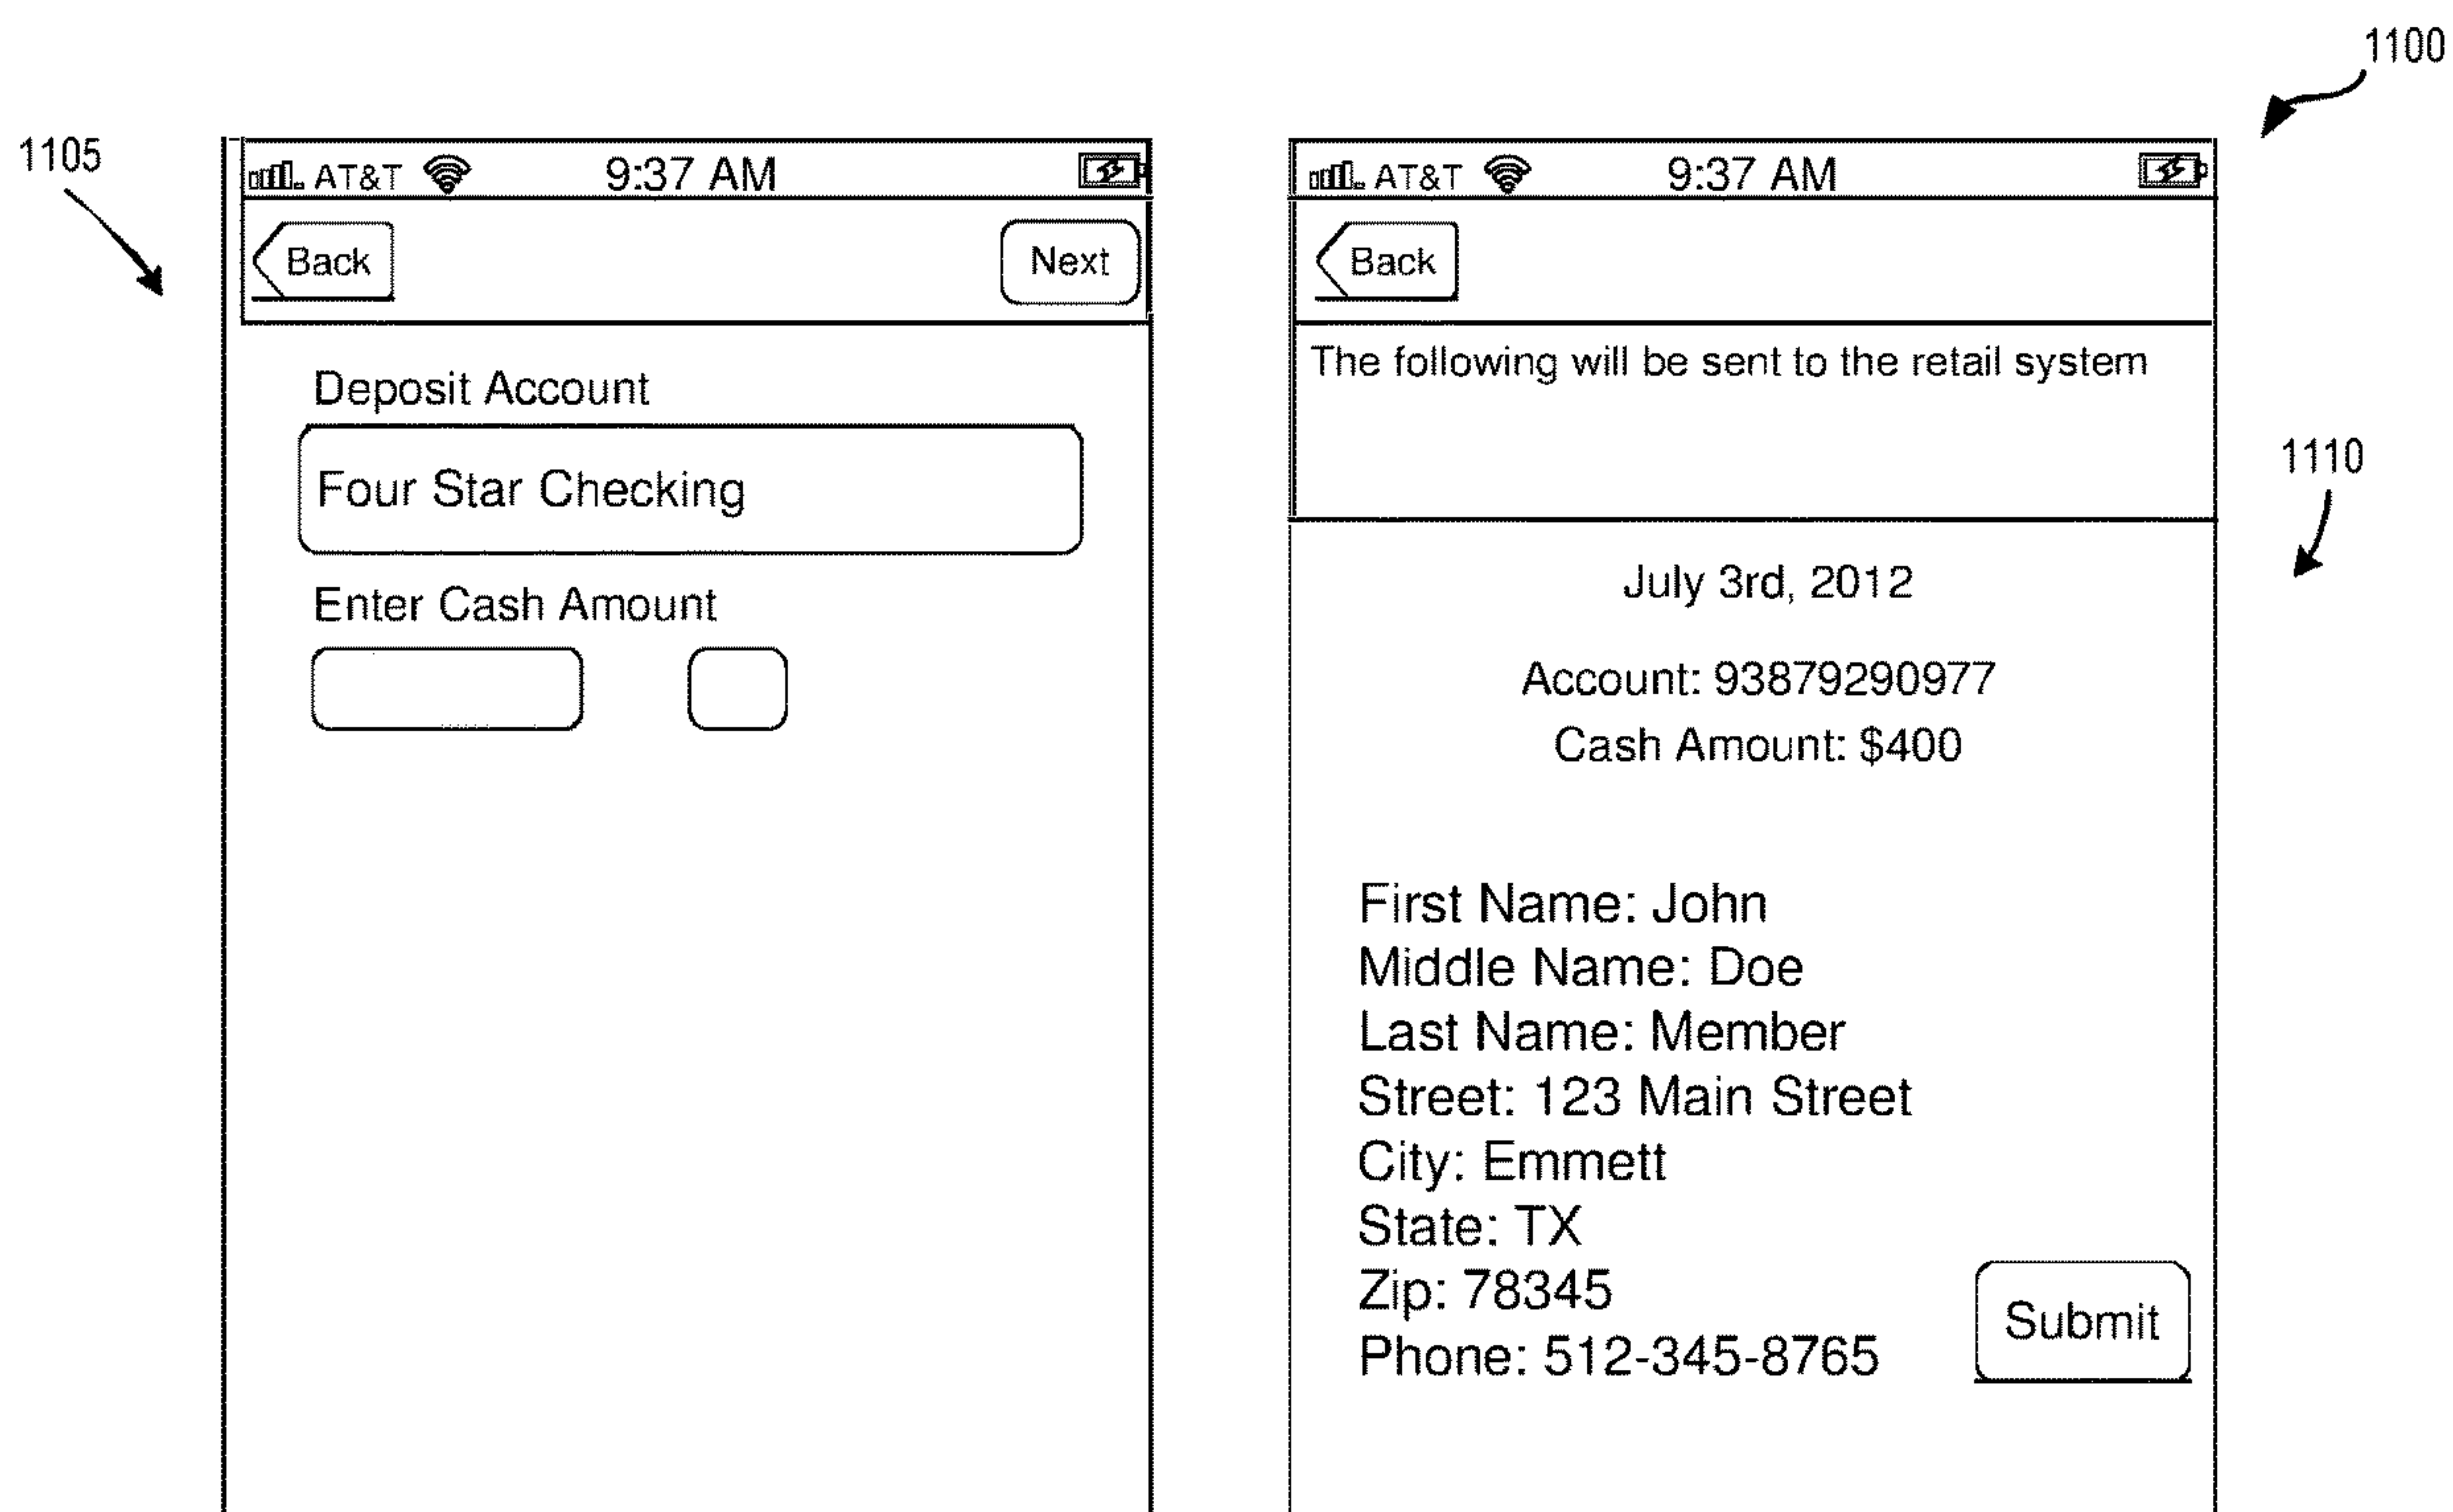 1100
1105
AT&T 9:37 AM
Back Next
Deposit Account
Four Star Checking
Enter Cash Amount
AT&T 9:37 AM
Back
The following will be sent to the retail system
1110
July 3rd, 2012
Account: 93879290977
Cash Amount: $400
First Name: John
Middle Name: Doe
Last Name: Member
Street: 123 Main Street
City: Emmett
State: TX
Zip: 78345
Phone: 512-345-8765
Submit